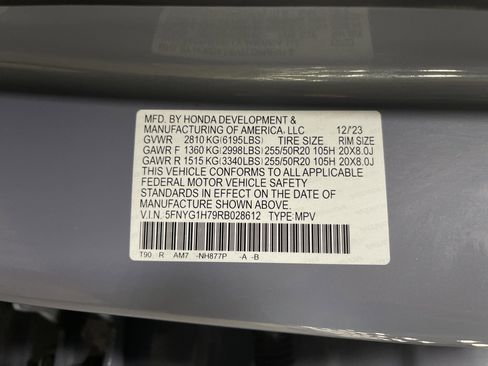 MFD. BY HONDA DEVELOPMENT &
MANUFACTURING OF AMERICA, LLC 12/'23
GVWR 2810 KG(6195LBS) TIRE SIZE RIM SIZE
GAWR F 1360 KG(2998LBS) 255/50R20 105H 20X8.0J
GAWR R 1515 KG(3340LBS) 255/50R20 105H 20X8.0J
THIS VEHICLE CONFORMS TO ALL APPLICABLE
FEDERAL MOTOR VEHICLE SAFETY
STANDARDS IN EFFECT ON THE DATE OF
MANUFACTURE SHOWN ABOVE
V.I.N. 5FNYG1H79RB028612 TYPE:MPV
T90 R AM7 -NH877P -A -B